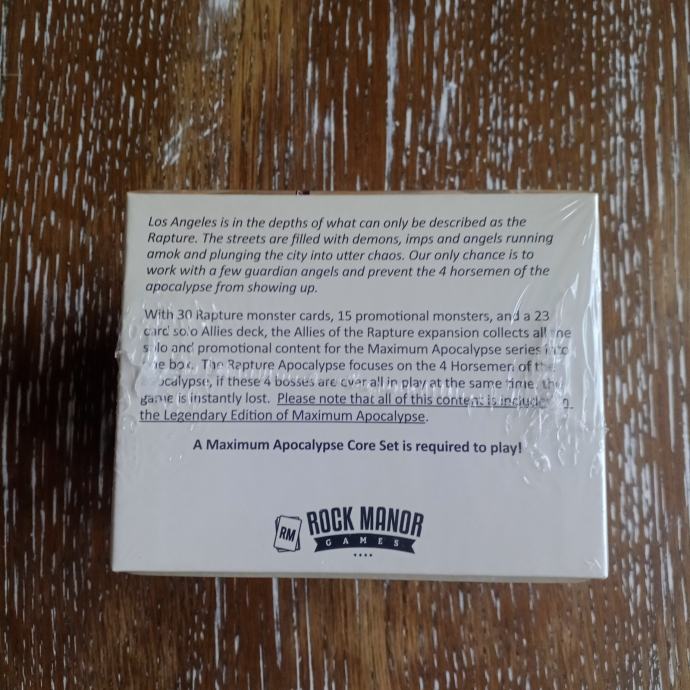 Los Angeles is in the depths of what can only be described as the
Rapture. The streets are filled with demons, imps and angels running
amok and plunging the city into utter chaos. Our only chance is to
work with a few guardian angels and prevent the 4 horsemen of the
apocalypse from showing up.
With 30 Rapture monster cards, 15 promotional monsters, and a 23
card solo Allies deck, the Allies of the Rapture expansion collects all the
solo and promotional content for the Maximum Apocalypse series into
one box. The Rapture Apocalypse focuses on the 4 Horsemen of the
Apocalypse, if these 4 bosses are ever all in play at the same time, the
game is instantly lost. Please note that all of this content is included in
the Legendary Edition of Maximum Apocalypse.
A Maximum Apocalypse Core Set is required to play!
RM ROCK MANOR
GAMES